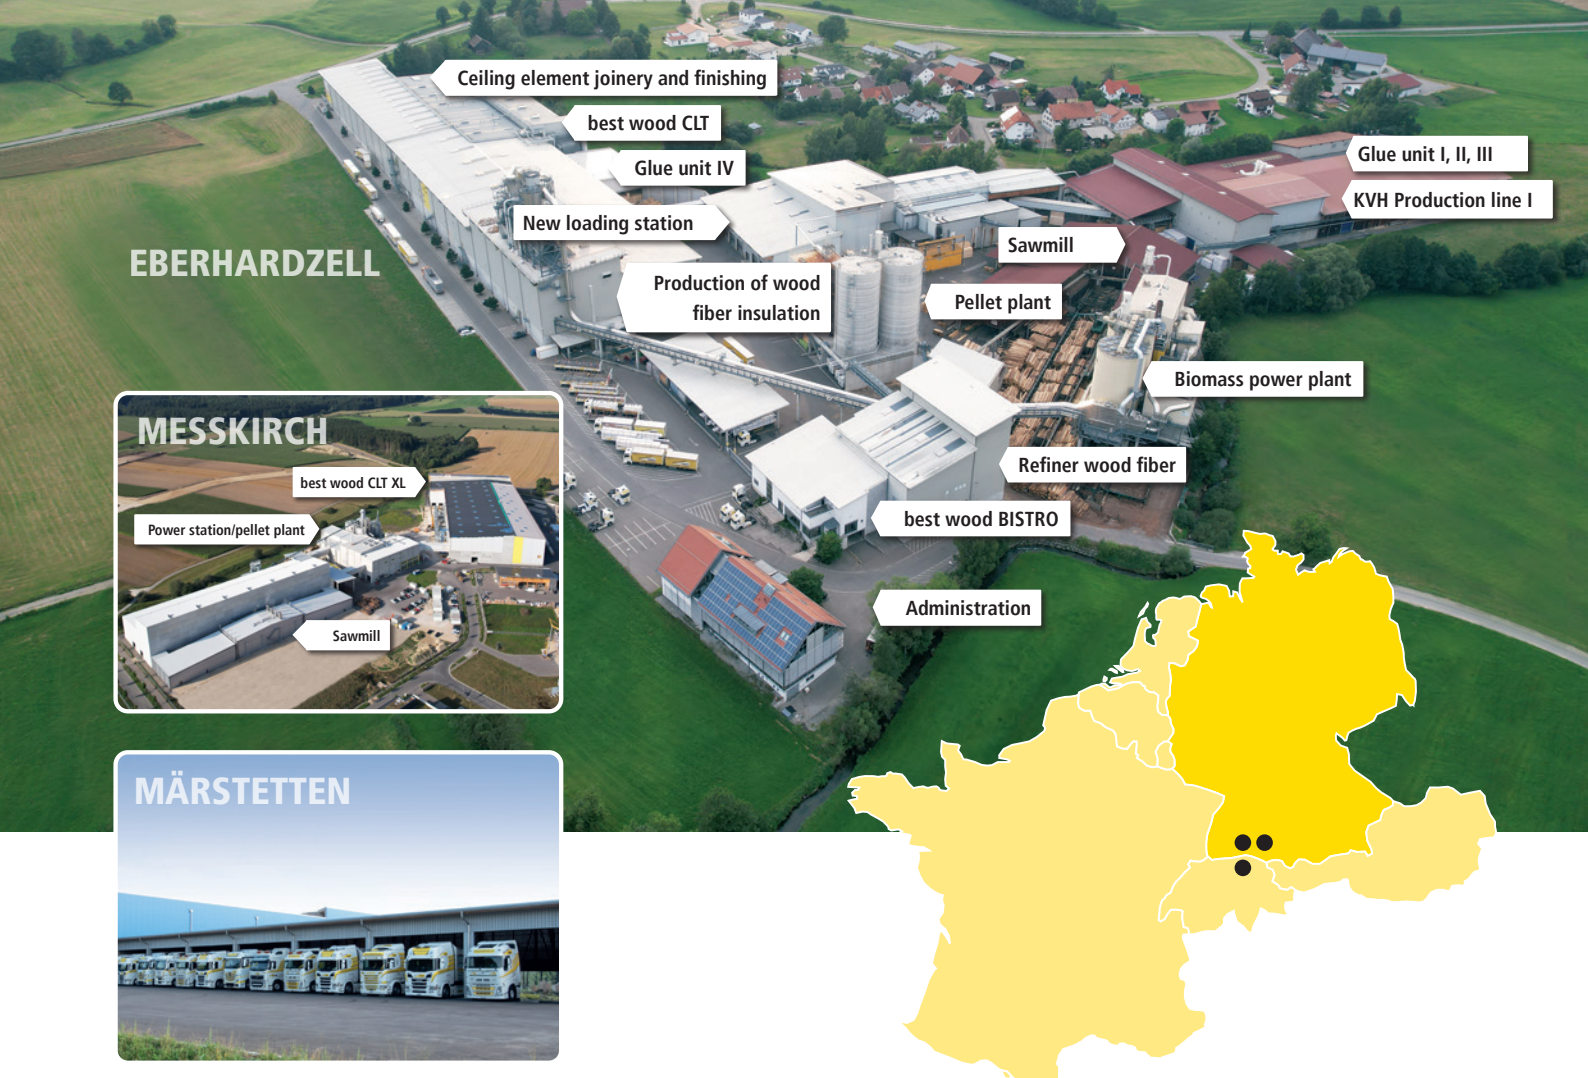 Ceiling element joinery and finishing
best wood CLT
Glue unit IV
Glue unit I, II, III
KVH Production line I
New loading station
Sawmill
EBERHARDZELL
Production of wood
fiber insulation
Pellet plant
Biomass power plant
MESSKIRCH
best wood CLT XL
Power station/pellet plant
Sawmill
Refiner wood fiber
best wood BISTRO
Administration
MÄRSTETTEN